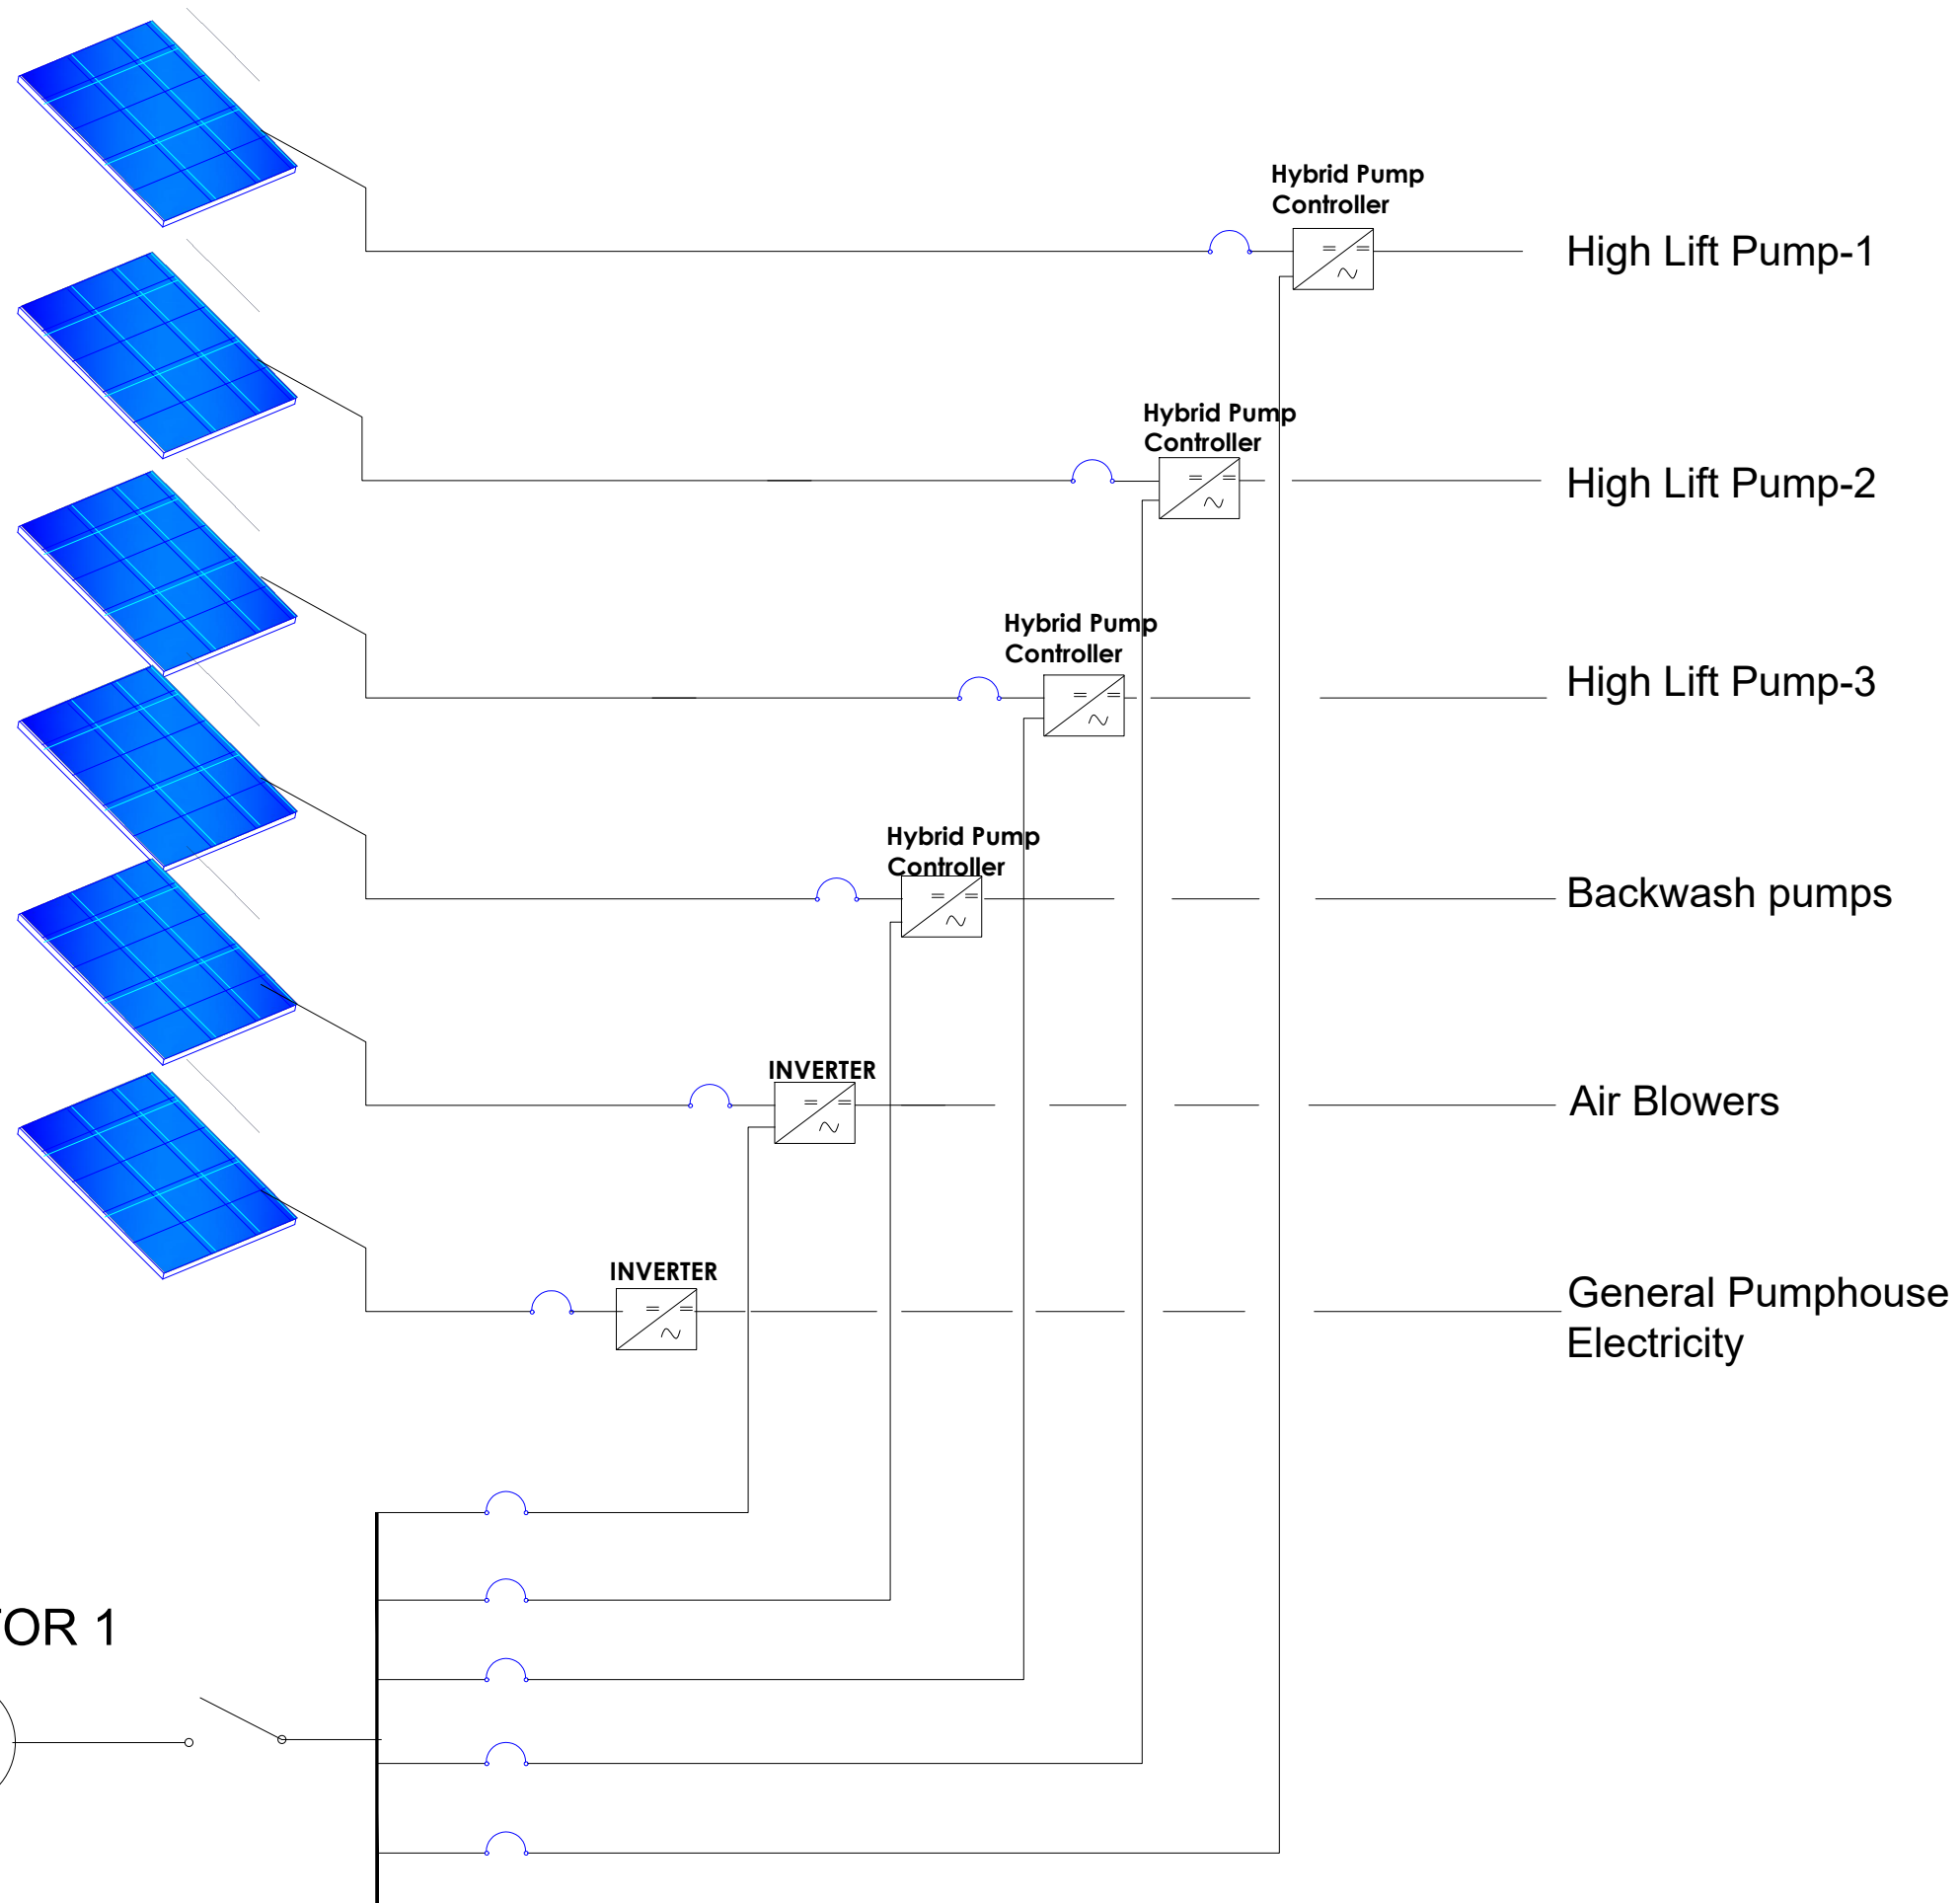 Hybrid Pump
Controller
High Lift Pump-1
Hybrid Pump
Controller
High Lift Pump-2
Hybrid Pump
Controller
High Lift Pump-3
Hybrid Pump
Controller
Backwash pumps
INVERTER
Air Blowers
INVERTER
General Pumphouse
Electricity
OR 1